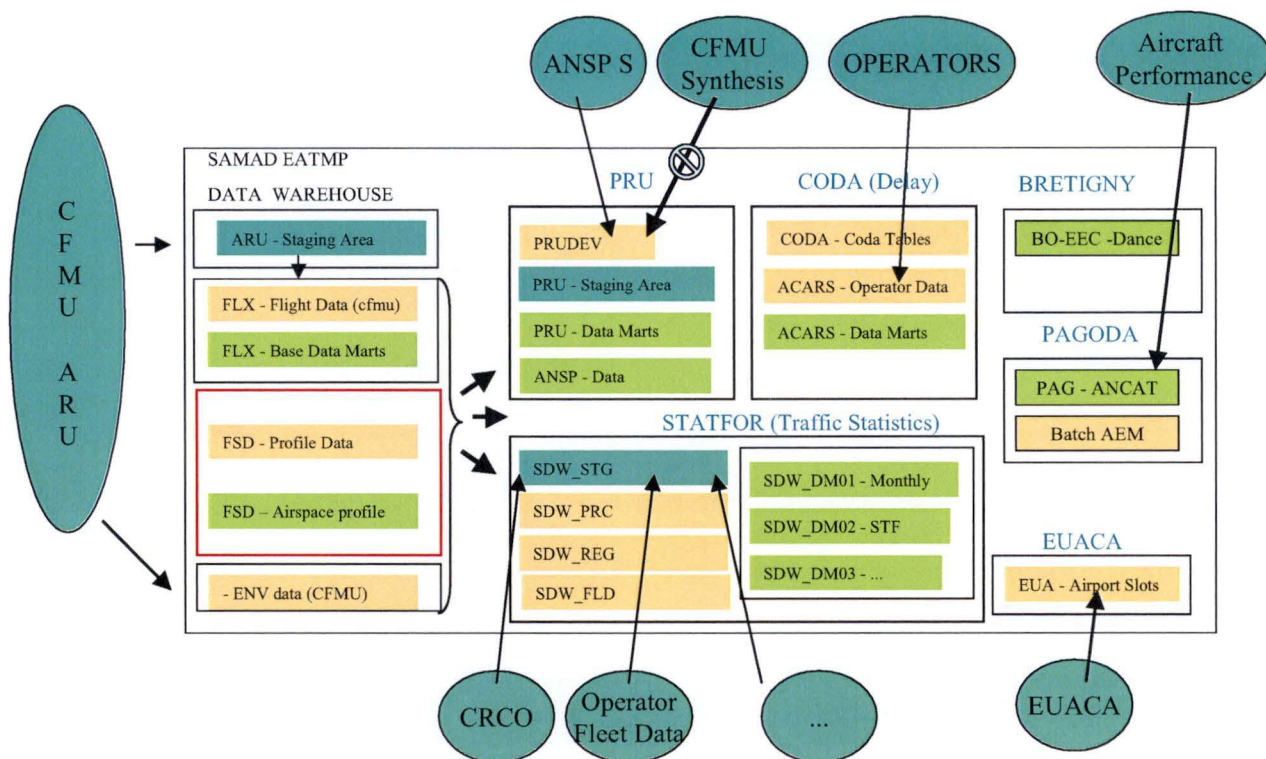 ANSP S
CFMU
Synthesis
OPERATORS
Aircraft
Performance
C
F
M
U
A
R
U
SAMAD EATMP
DATA WAREHOUSE
ARU - Staging Area
FLX - Flight Data (cfmu)
FLX - Base Data Marts
FSD - Profile Data
FSD – Airspace profile
- ENV data (CFMU)
PRU
PRUDEV
PRU - Staging Area
PRU - Data Marts
ANSP - Data
CODA (Delay)
CODA - Coda Tables
ACARS - Operator Data
ACARS - Data Marts
BRETIGNY
BO-EEC -Dance
PAGODA
PAG - ANCAT
Batch AEM
STATFOR (Traffic Statistics)
SDW_STG
SDW_PRC
SDW_REG
SDW_FLD
SDW_DM01 - Monthly
SDW_DM02 - STF
SDW_DM03 - ...
EUACA
EUA - Airport Slots
CRCO
Operator
Fleet Data
...
EUACA